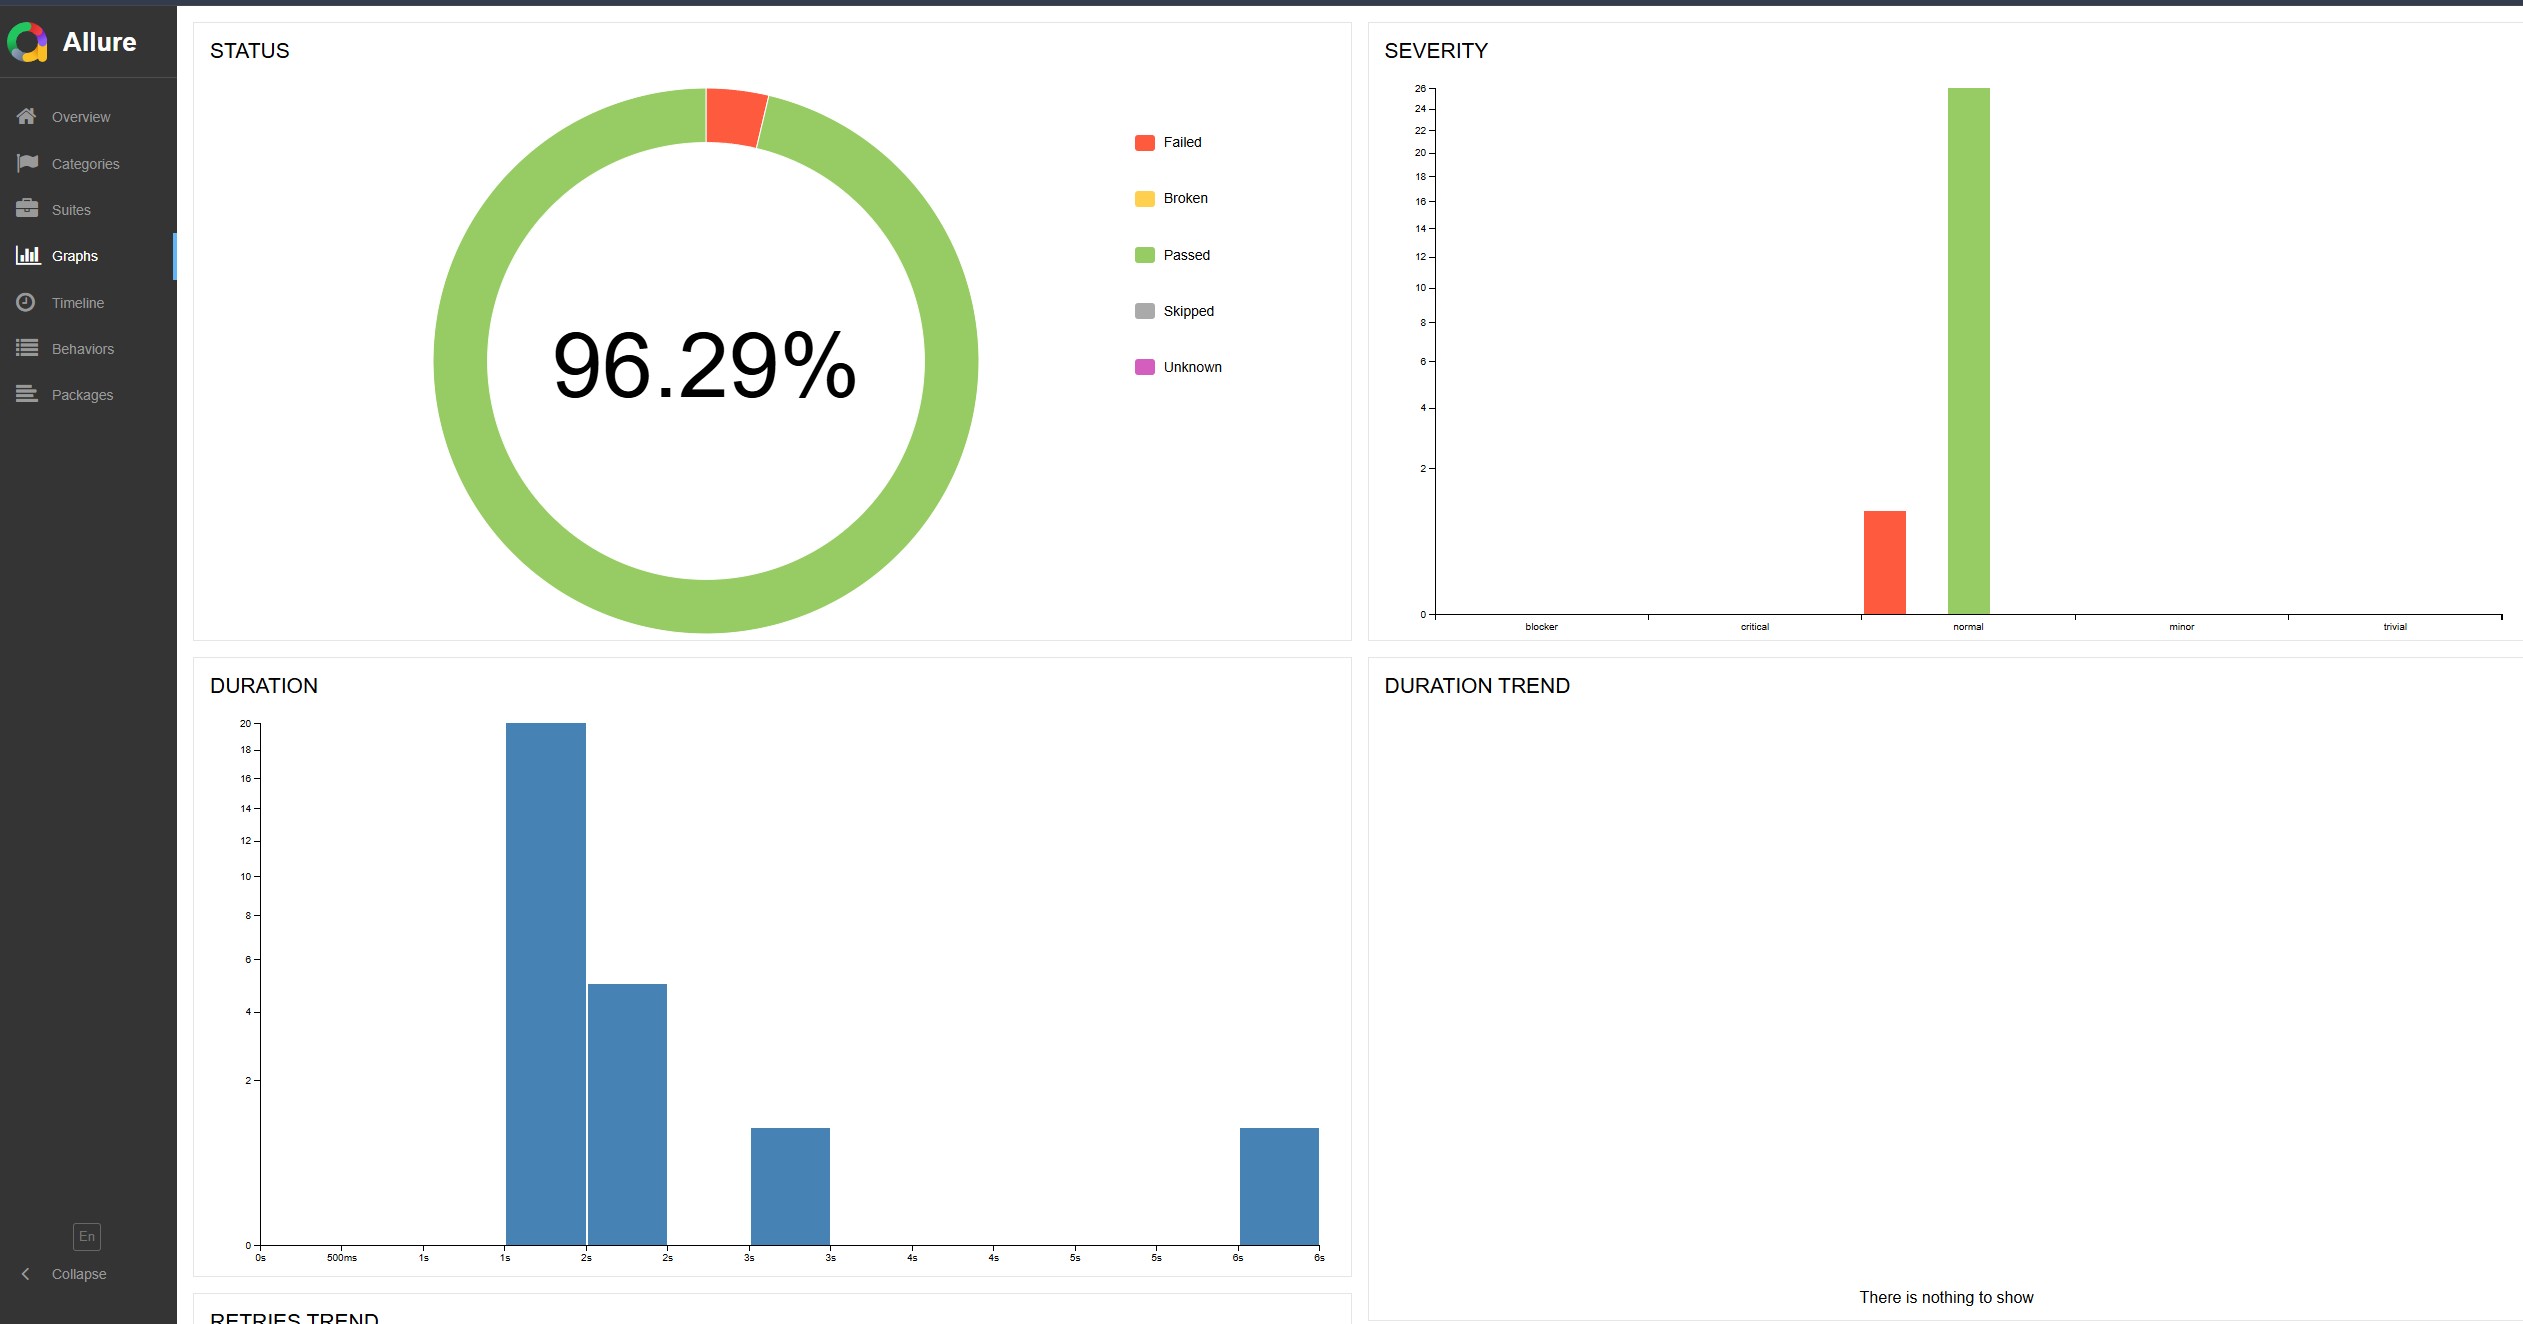 Allure
Overview
Categories
Suites
Graphs
Timeline
Behaviors
Packages
En
Collapse
STATUS
96.29%
Failed
Broken
Passed
Skipped
Unknown
SEVERITY
26
24
22
20
18
16
14
12
10
8
6
4
2
0
blocker critical normal minor trivial
DURATION
20
18
16
14
12
10
8
6
4
2
0
0s 500ms 1s 1s 2s 2s 3s 3s 4s 4s 5s 5s 6s 6s
DURATION TREND
There is nothing to show
RETRIES TREND